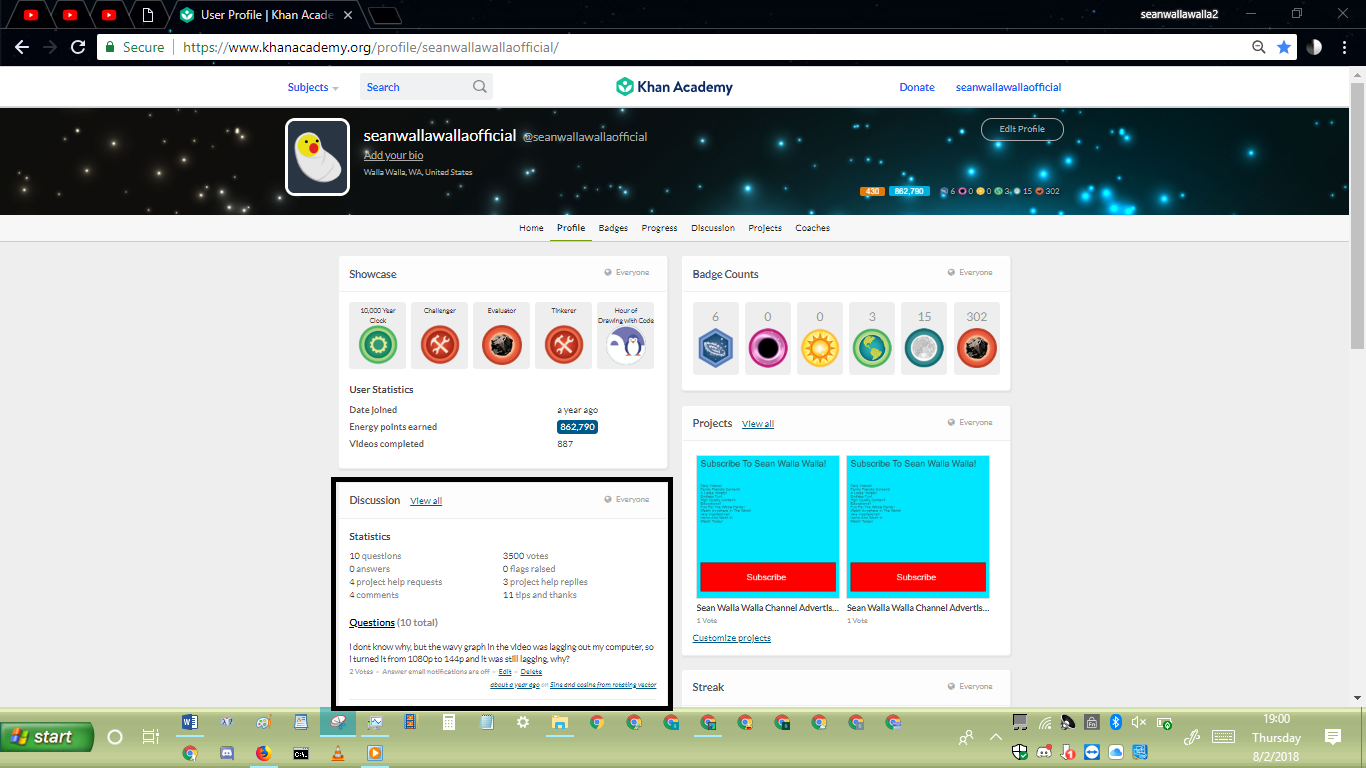 User Profile | Khan Acade
seanwallawalla2
Secure
https://www.khanacademy.org/profile/seanwallawallaofficial/
Subjects
Search
Khan Academy
Donate
seanwallawallaofficial
seanwallawallaofficial @seanwallawallaofficial
Add your bio
Walla Walla, WA, United States
Edit Profile
430 862,790 6 0 0 3 15 302
Home Profile Badges Progress Discussion Projects Coaches
Showcase
Everyone
10,000 Year
Clock
Challenger
Evaluator
Tinkerer
Hour of
Drawing with Code
User Statistics
Date Joined a year ago
Energy points earned 862,790
Videos completed 887
Badge Counts
Everyone
6 0 0 3 15 302
Projects View all
Everyone
Subscribe To Sean Walla Walla!
Subscribe
Sean Walla Walla Channel Advertis...
1 Vote
Subscribe To Sean Walla Walla!
Subscribe
Sean Walla Walla Channel Advertis...
1 Vote
Customize projects
Discussion View all
Everyone
Statistics
10 questions 3500 votes
0 answers 0 flags raised
4 project help requests 3 project help replies
4 comments 11 tips and thanks
Questions (10 total)
I dont know why, but the wavy graph in the video was lagging out my computer, so
I turned it from 1080p to 144p and it was still lagging, why?
2 Votes – Answer email notifications are off – Edit – Delete
about a year ago on Sine and cosine from rotating vector
Streak
Everyone
start
19:00
Thursday
8/2/2018